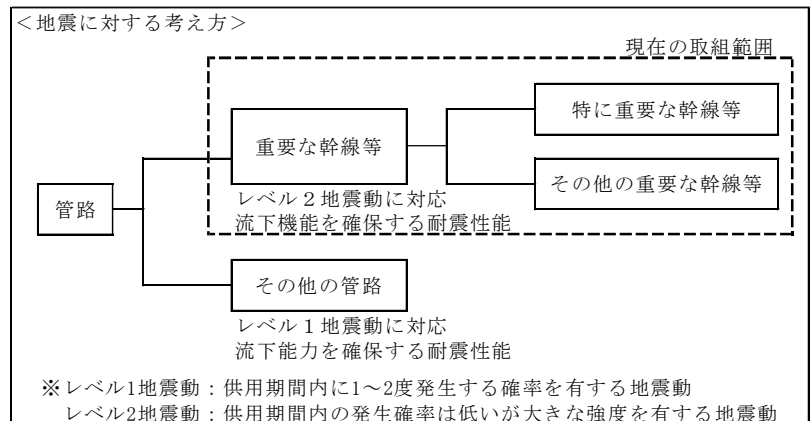 ＜地震に対する考え方＞
現在の取組範囲
特に重要な幹線等
重要な幹線等
その他の重要な幹線等
管路
レベル２地震動に対応
流下機能を確保する耐震性能
その他の管路
レベル１地震動に対応
流下能力を確保する耐震性能
※レベル1地震動：供用期間内に1～2度発生する確率を有する地震動
レベル2地震動：供用期間内の発生確率は低いが大きな強度を有する地震動